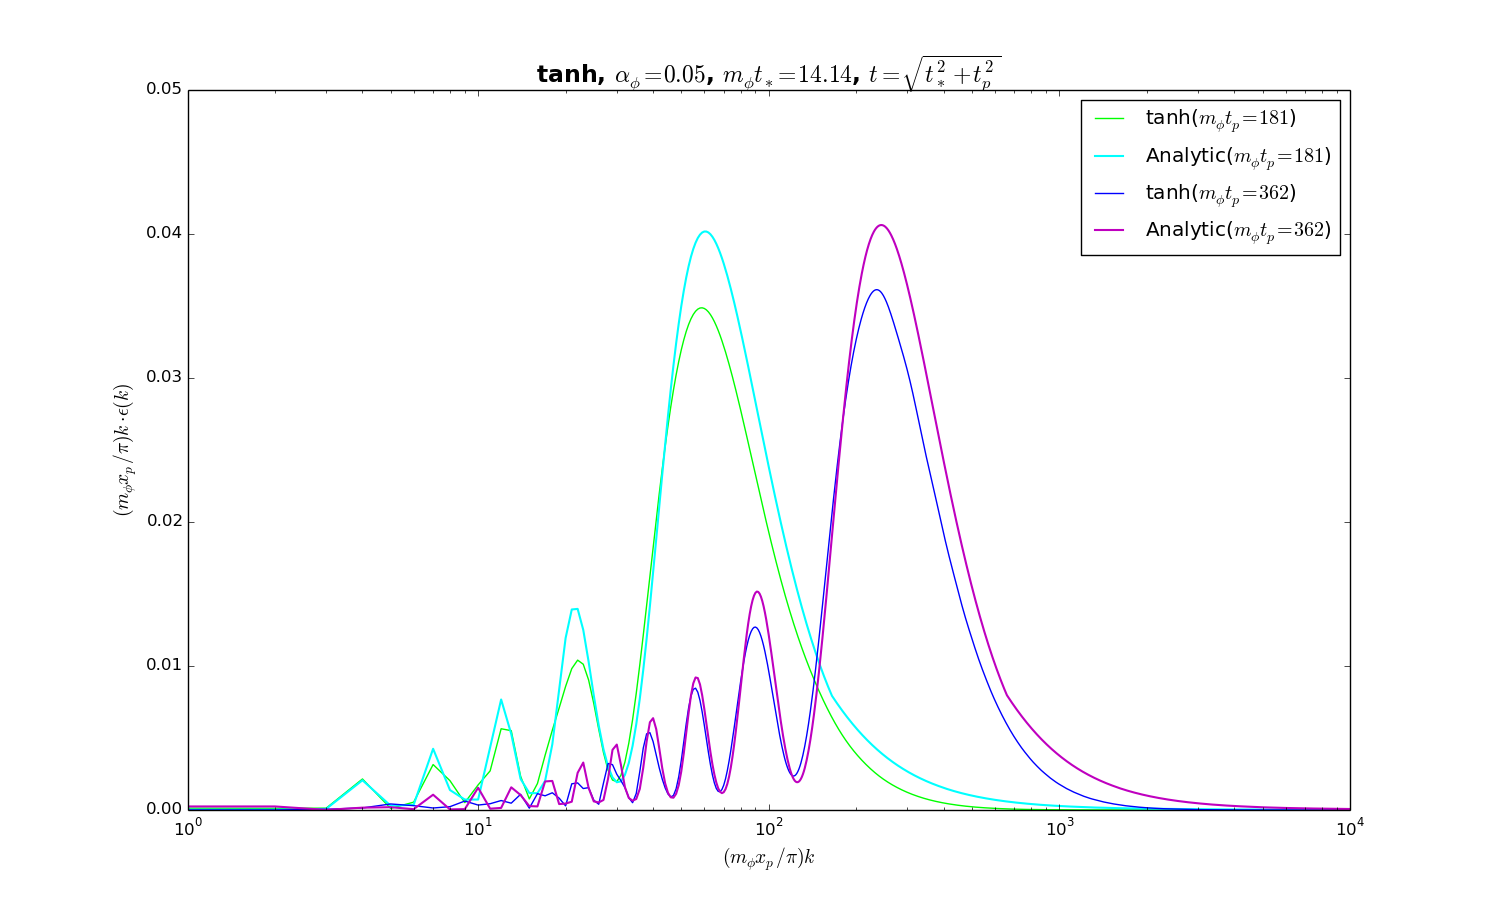 tanh, α_ϕ=0.05, m_ϕt_*=14.14, t=√(t_*^2+t_p^2)
0.05
0.04
0.03
0.02
0.01
0.00
(m_ϕx_p/π)k·ϵ(k)
tanh(m_ϕt_p=181)
Analytic(m_ϕt_p=181)
tanh(m_ϕt_p=362)
Analytic(m_ϕt_p=362)
10^0 10^1 10^2 10^3 10^4
(m_ϕx_p/π)k